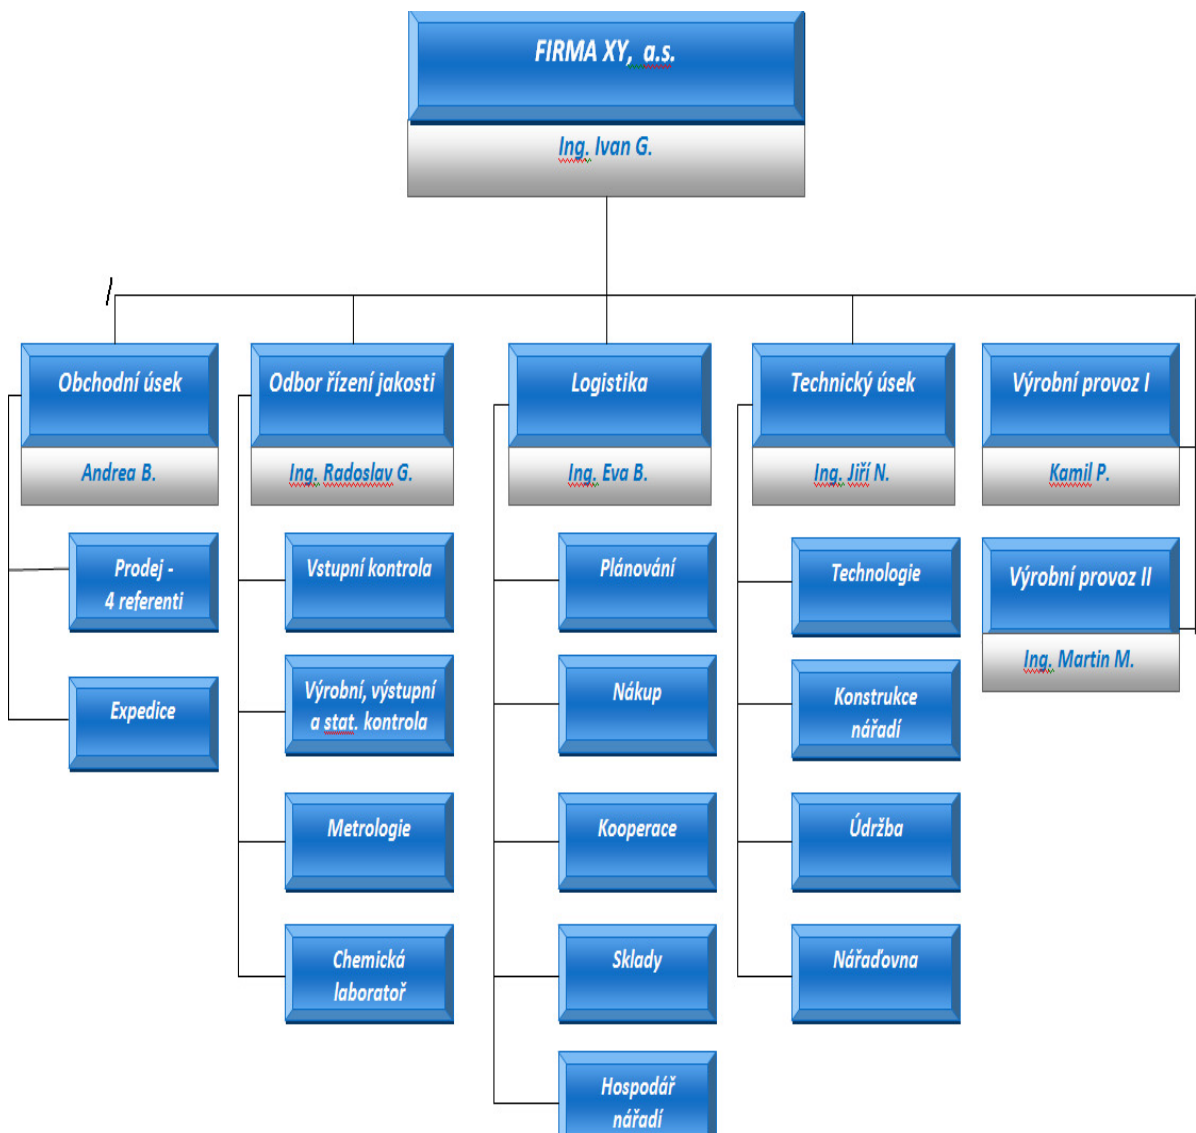 FIRMA XY, a.s.
Ing. Ivan G.
Obchodní úsek
Andrea B.
Prodej -
4 referenti
Expedice
Odbor řízení jakosti
Ing. Radoslav G.
Vstupní kontrola
Výrobní, výstupní
a stat. kontrola
Metrologie
Chemická
laboratoř
Logistika
Ing. Eva B.
Plánování
Nákup
Kooperace
Sklady
Hospodář
nářadí
Technický úsek
Ing. Jiří N.
Technologie
Konstrukce
nářadí
Údržba
Nářaďovna
Výrobní provoz I
Kamil P.
Výrobní provoz II
Ing. Martin M.